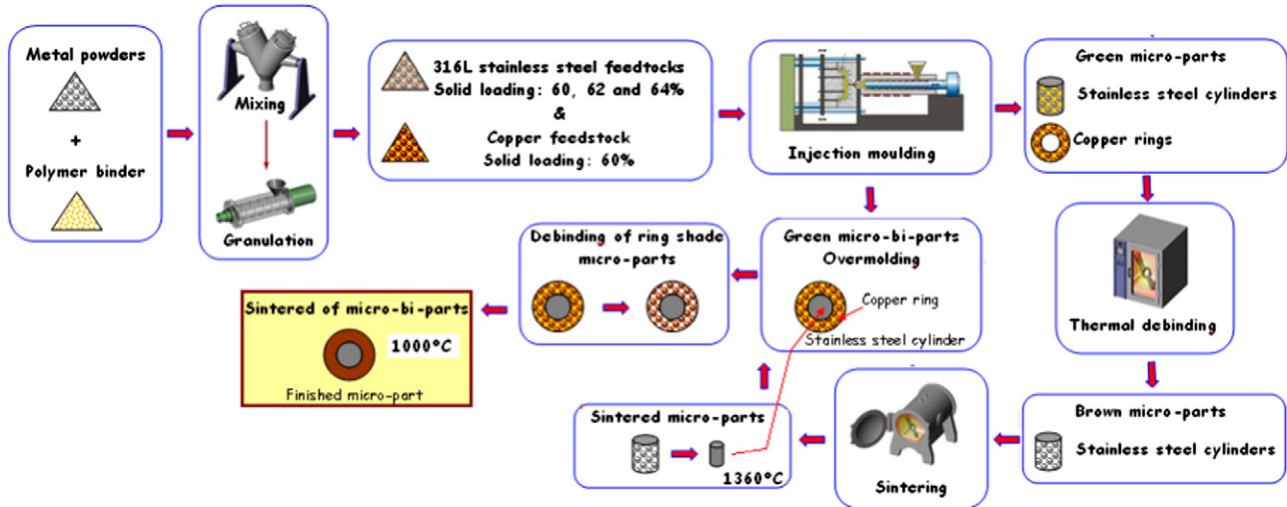 Metal powders
+
Polymer binder
Mixing
Granulation
316L stainless steel feedtocks
Solid loading: 60, 62 and 64%
&
Copper feedstock
Solid loading: 60%
Injection moulding
Green micro-parts
Stainless steel cylinders
Copper rings
Thermal debinding
Brown micro-parts
Stainless steel cylinders
Sintering
Sintered micro-parts
1360°C
Green micro-bi-parts
Overmolding
Copper ring
Stainless steel cylinder
Debinding of ring shade
micro-parts
Sintered of micro-bi-parts
1000°C
Finished micro-part